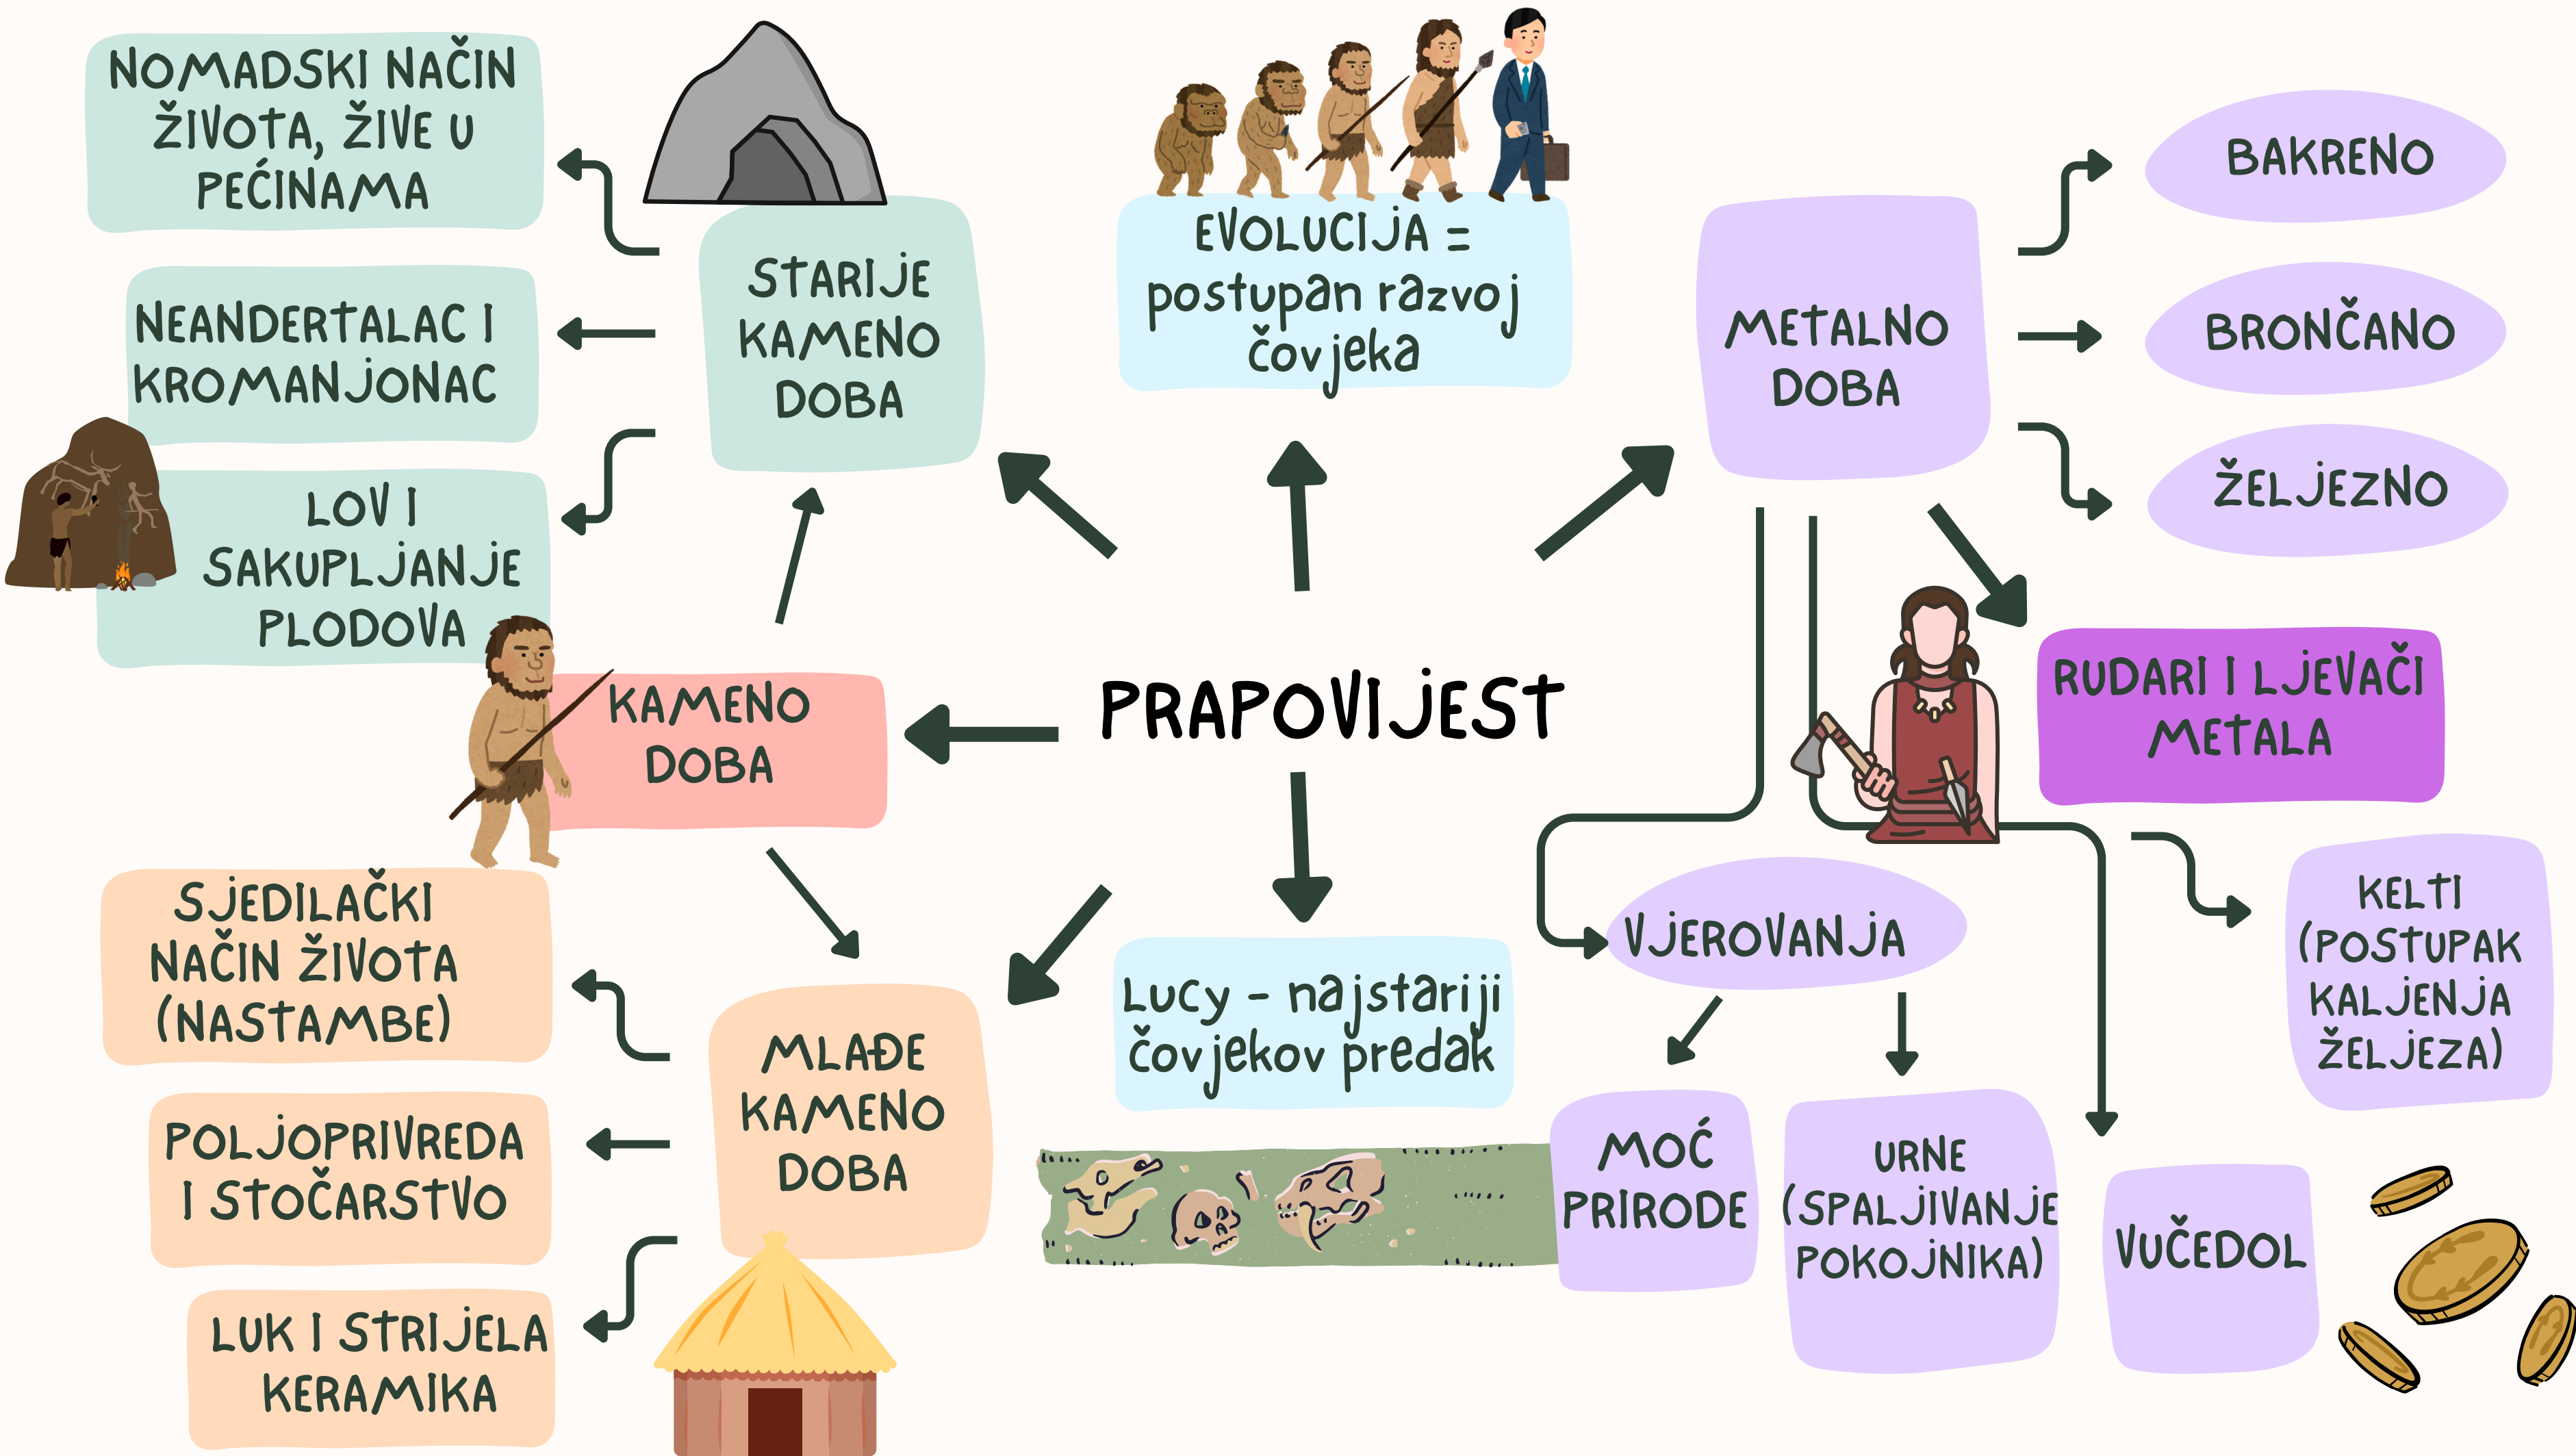 NOMADSKI NAČIN
ŽIVOTA, ŽIVE U
PEĆINAMA
NEANDERTALAC I
KROMANJONAC
LOV I
SAKUPLJANJE
PLODOVA
STARIJE
KAMENO
DOBA
EVOLUCIJA =
postupan razvoj
čovjeka
METALNO
DOBA
BAKRENO
BRONČANO
ŽELJEZNO
KAMENO
DOBA
PRAPOVIJEST
RUDARI I LJEVAČI
METALA
SJEDILAČKI
NAČIN ŽIVOTA
(NASTAMBE)
POLJOPRIVREDA
I STOČARSTVO
LUK I STRIJELA
KERAMIKA
MLAĐE
KAMENO
DOBA
Lucy - najstariji
čovjekov predak
VJEROVANJA
MOĆ
PRIRODE
URNE
(SPALJIVANJE
POKOJNIKA)
VUČEDOL
KELTI
(POSTUPAK
KALJENJA
ŽELJEZA)